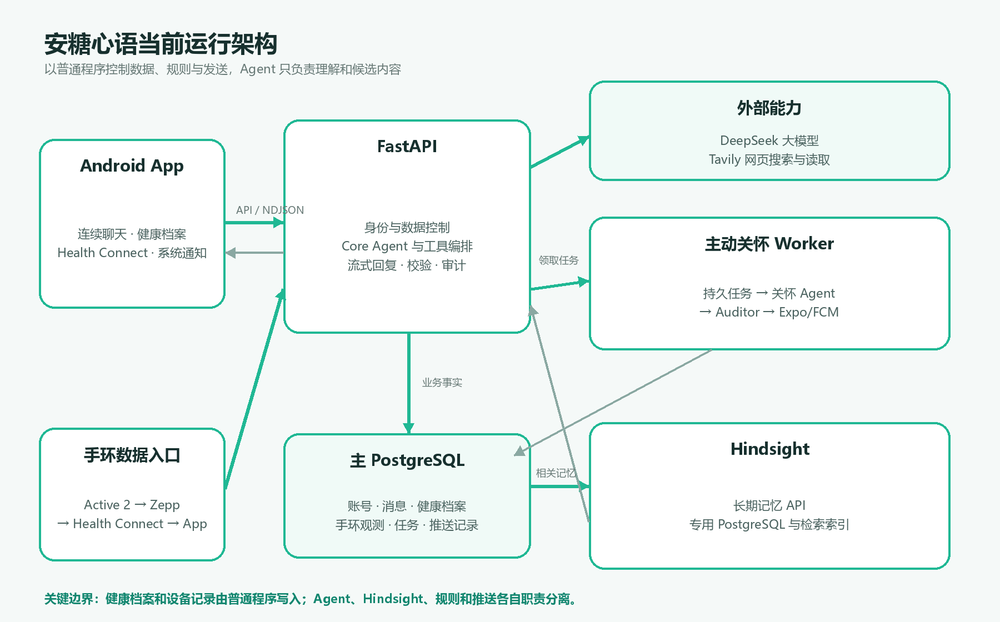 安糖心语当前运行架构
以普通程序控制数据、规则与发送，Agent 只负责理解和候选内容
Android App
连续聊天 · 健康档案
Health Connect · 系统通知
API / NDJSON
FastAPI
身份与数据控制
Core Agent 与工具编排
流式回复 · 校验 · 审计
外部能力
DeepSeek 大模型
Tavily 网页搜索与读取
领取任务
主动关怀 Worker
持久任务 → 关怀 Agent
→ Auditor → Expo/FCM
业务事实
手环数据入口
Active 2 → Zepp
→ Health Connect → App
主 PostgreSQL
账号 · 消息 · 健康档案
手环观测 · 任务 · 推送记录
相关记忆
Hindsight
长期记忆 API
专用 PostgreSQL 与检索索引
关键边界：健康档案和设备记录由普通程序写入；Agent、Hindsight、规则和推送各自职责分离。